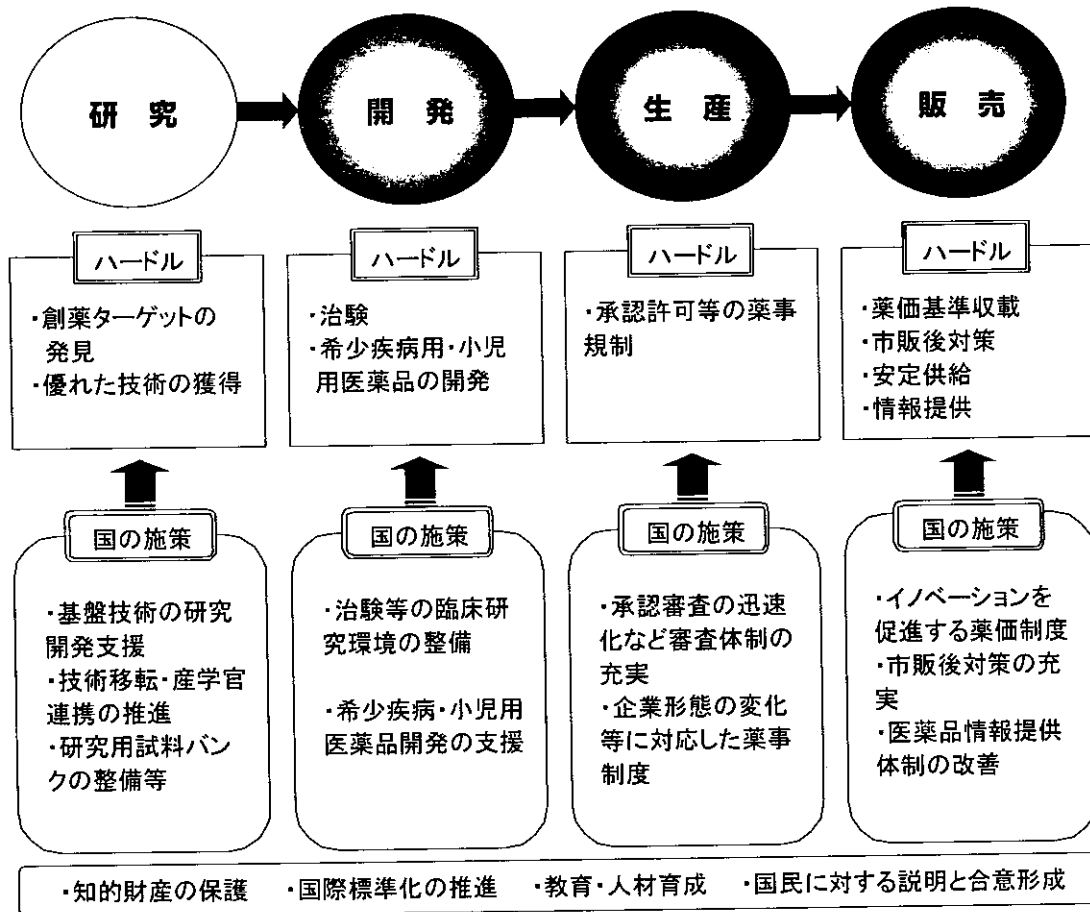 研究
開発
生産
販売
ハードル
・創薬ターゲットの
発見
・優れた技術の獲得
ハードル
・治験
・希少疾病用・小児
用医薬品の開発
ハードル
・承認許可等の薬事
規制
ハードル
・薬価基準収載
・市販後対策
・安定供給
・情報提供
国の施策
・基盤技術の研究
開発支援
・技術移転・産学官
連携の推進
・研究用試料バン
クの整備等
国の施策
・治験等の臨床研
究環境の整備
・希少疾病・小児用
医薬品開発の支援
国の施策
・承認審査の迅速
化など審査体制の
充実
・企業形態の変化
等に対応した薬事
制度
国の施策
・イノベーションを
促進する薬価制度
・市販後対策の充
実
・医薬品情報提供
体制の改善
・知的財産の保護 ・国際標準化の推進 ・教育・人材育成 ・国民に対する説明と合意形成